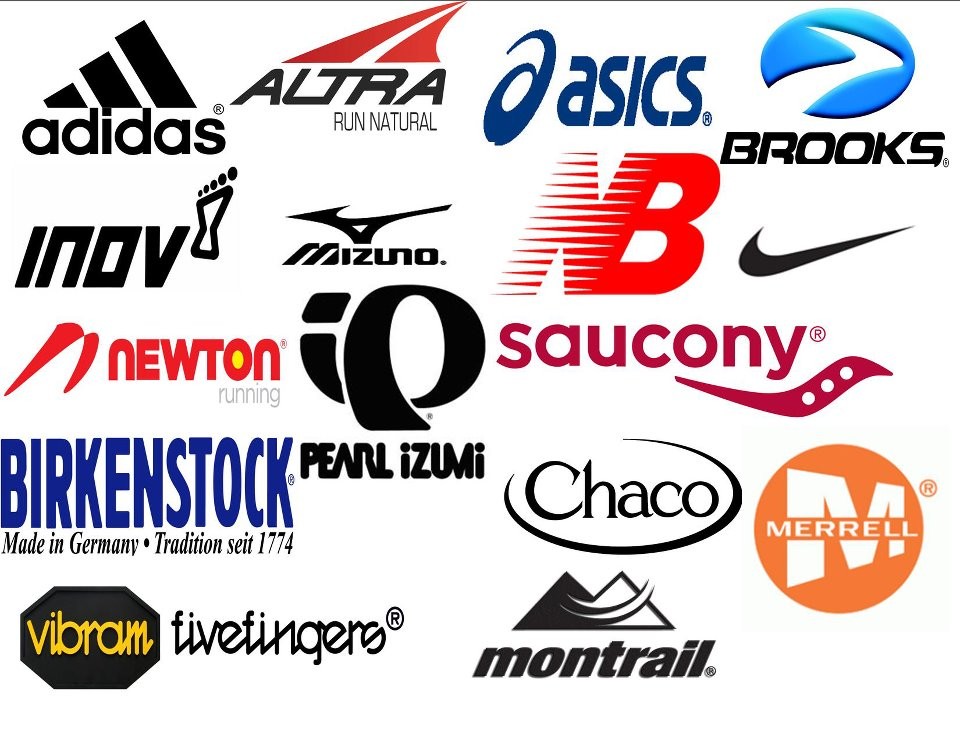 adidas®
ALTRA
RUN NATURAL
asics®
BROOKS®
inov
MIZUNO.
NB
newton®
running
PEARL iZUMi®
saucony®
BIRKENSTOCK®
Made in Germany • Tradition seit 1774
Chaco
M
MERRELL®
vibram fivefingers®
montrail®